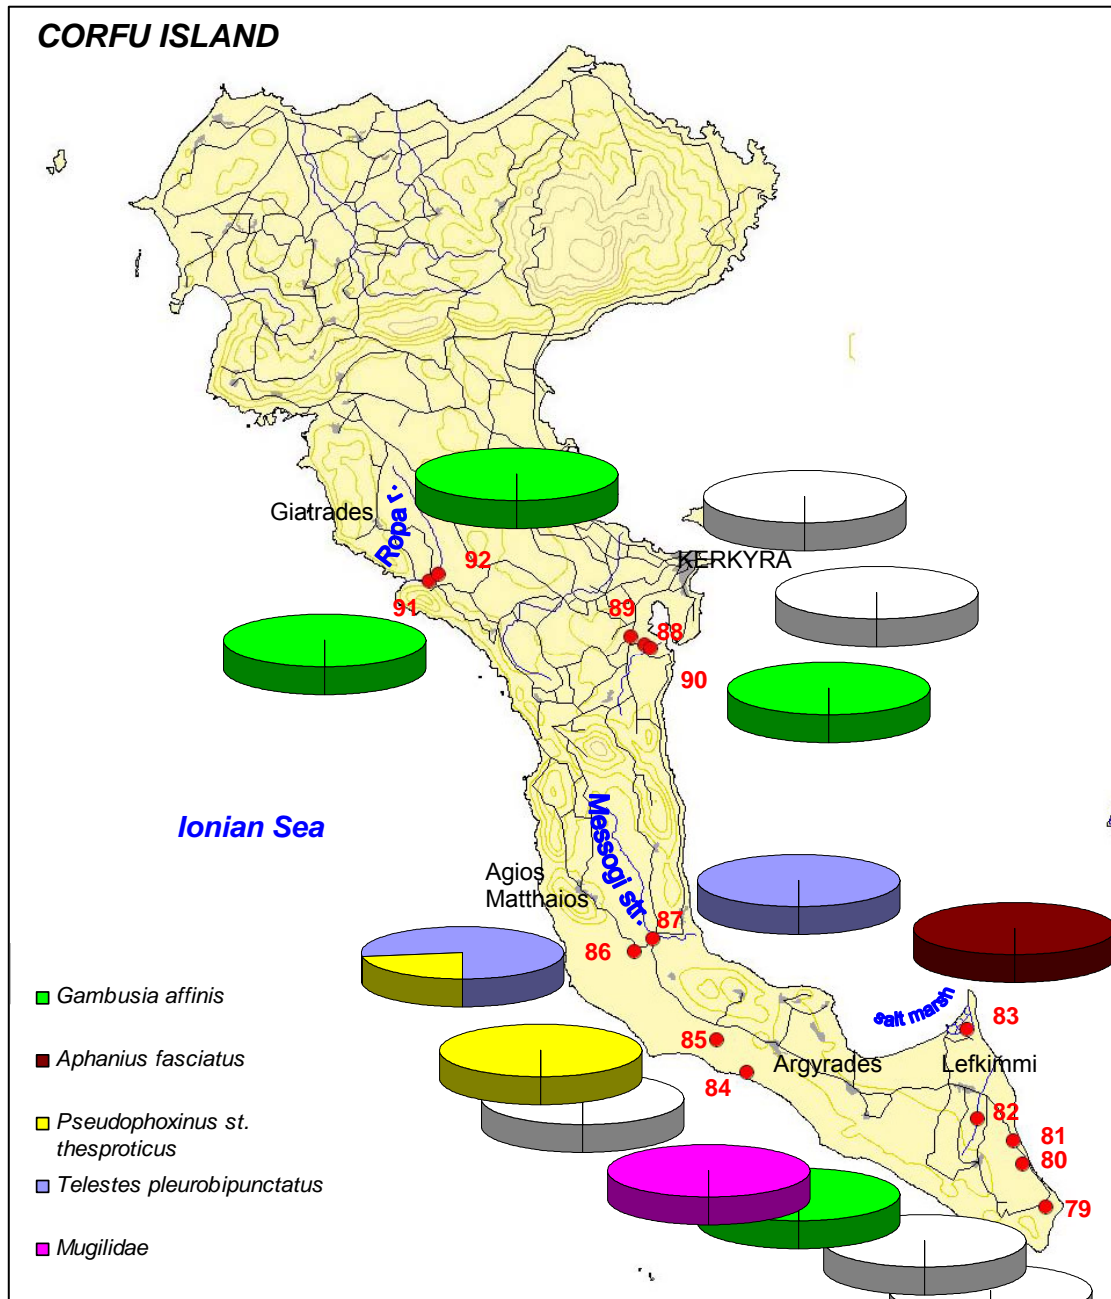 CORFU ISLAND
Giatrades
Ropa r.
92
91
KERKYRA
89
88
90
Ionian Sea
Messogi str.
Agios
Matthaios
87
86
salt marsh
83
85
Argyrades
Lefkimmi
84
82
81
80
79
Gambusia affinis
Aphanius fasciatus
Pseudophoxinus st.
thesproticus
Telestes pleurobipunctatus
Mugilidae